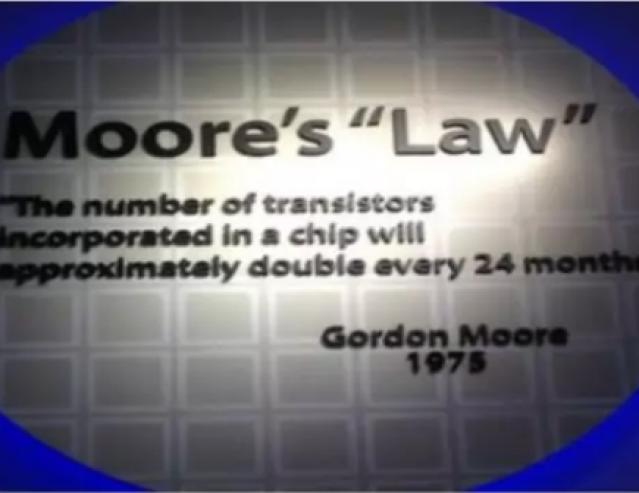 Moore's “Law”
“The number of transistors
incorporated in a chip will
approximately double every 24 month
Gordon Moore
1975